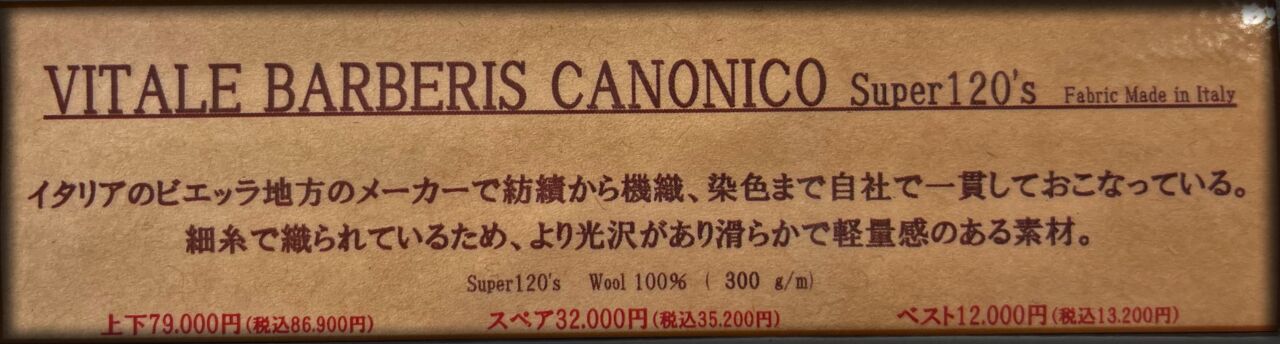 VITALE BARBERIS CANONICO Super120's Fabric Made in Italy
イタリアのビエッラ地方のメーカーで紡績から機織、染色まで自社で一貫しておこなっている。
細糸で織られているため、より光沢があり滑らかで軽量感のある素材。
Super120's Wool 100% ( 300 g/m)
上下79.000円(税込86.900円) スペア32.000円(税込35.200円) ベスト12.000円(税込13.200円)